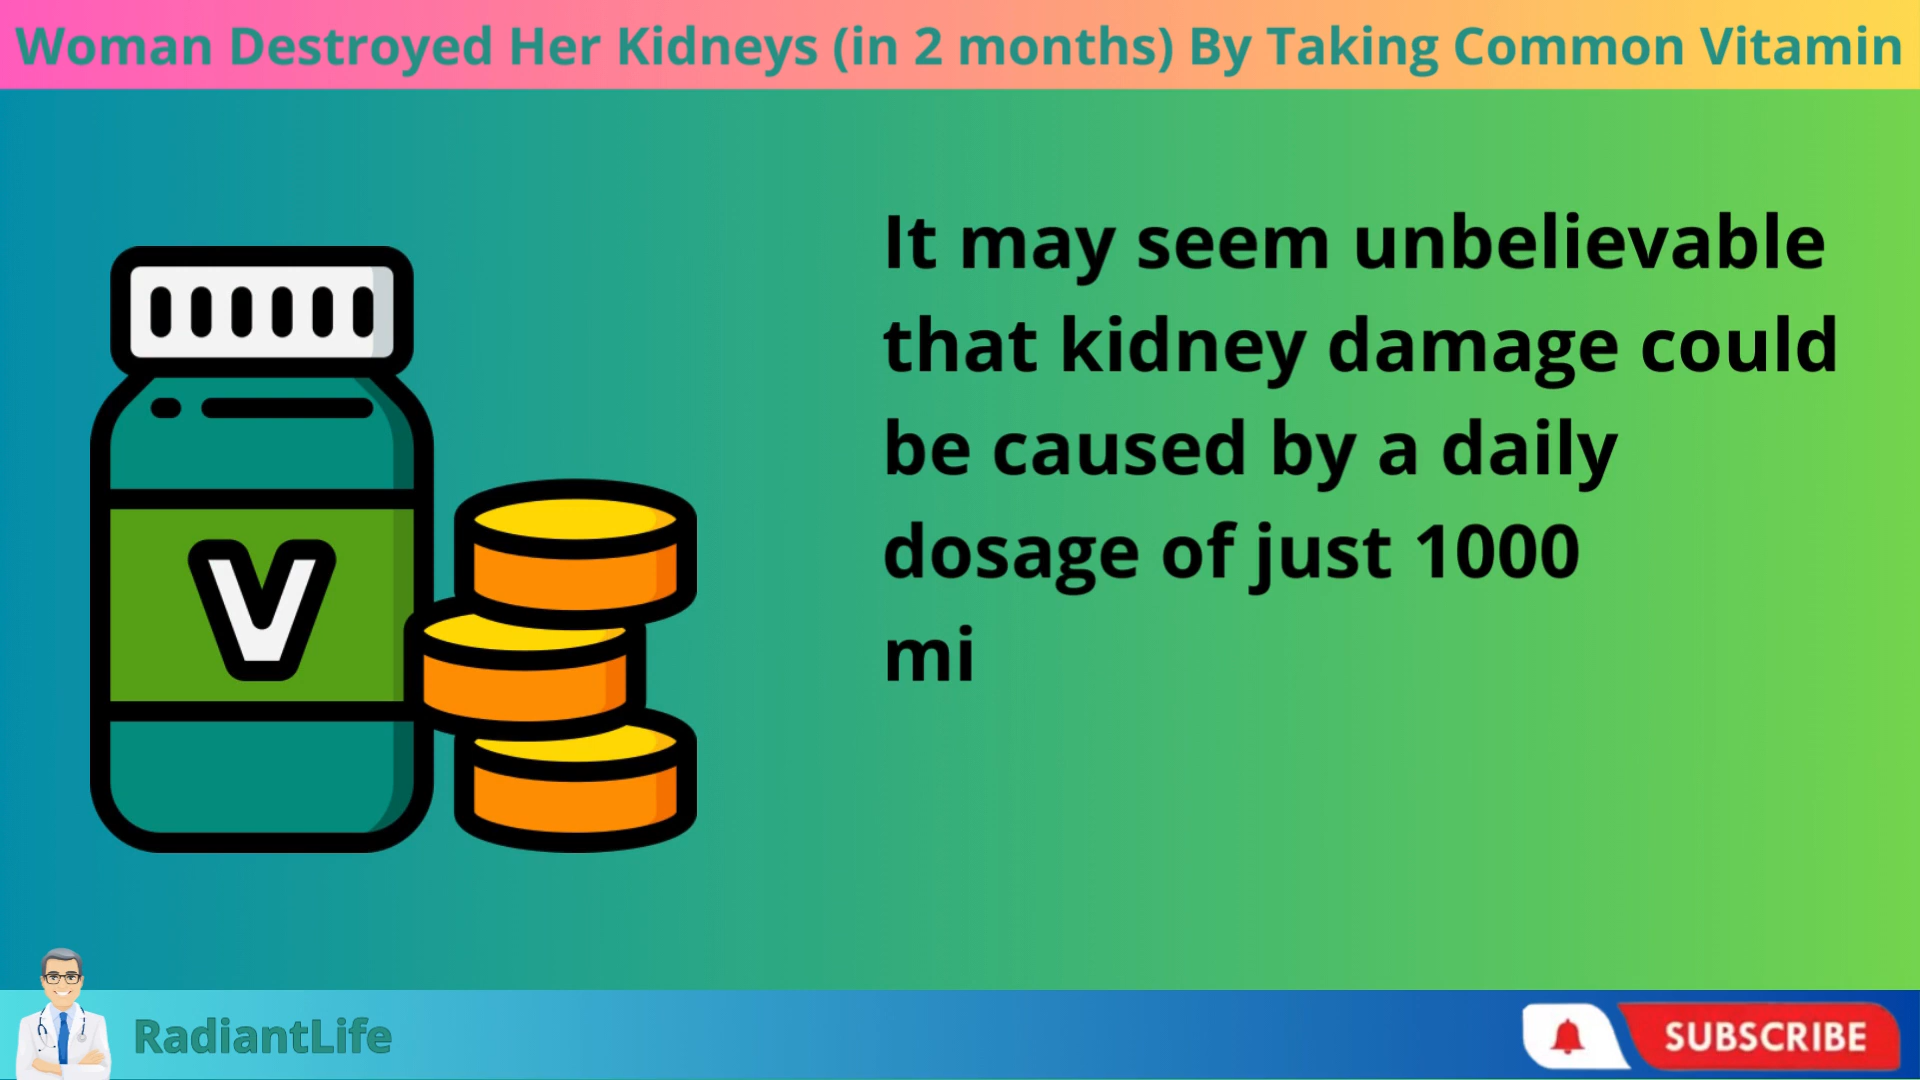 Woman Destroyed Her Kidneys (in 2 months) By Taking Common Vitamin
It may seem unbelievable
that kidney damage could
be caused by a daily
dosage of just 1000
mi
V
RadiantLife
SUBSCRIBE